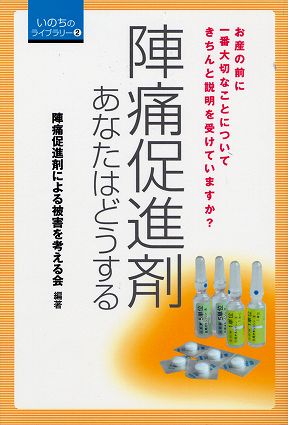 いのちの
ライブラリー❷
お産の前に
一番大切なことについて
きちんと説明を受けていますか?
陣痛促進剤
あなたはどうする
陣痛促進剤による被害を考える会 編著